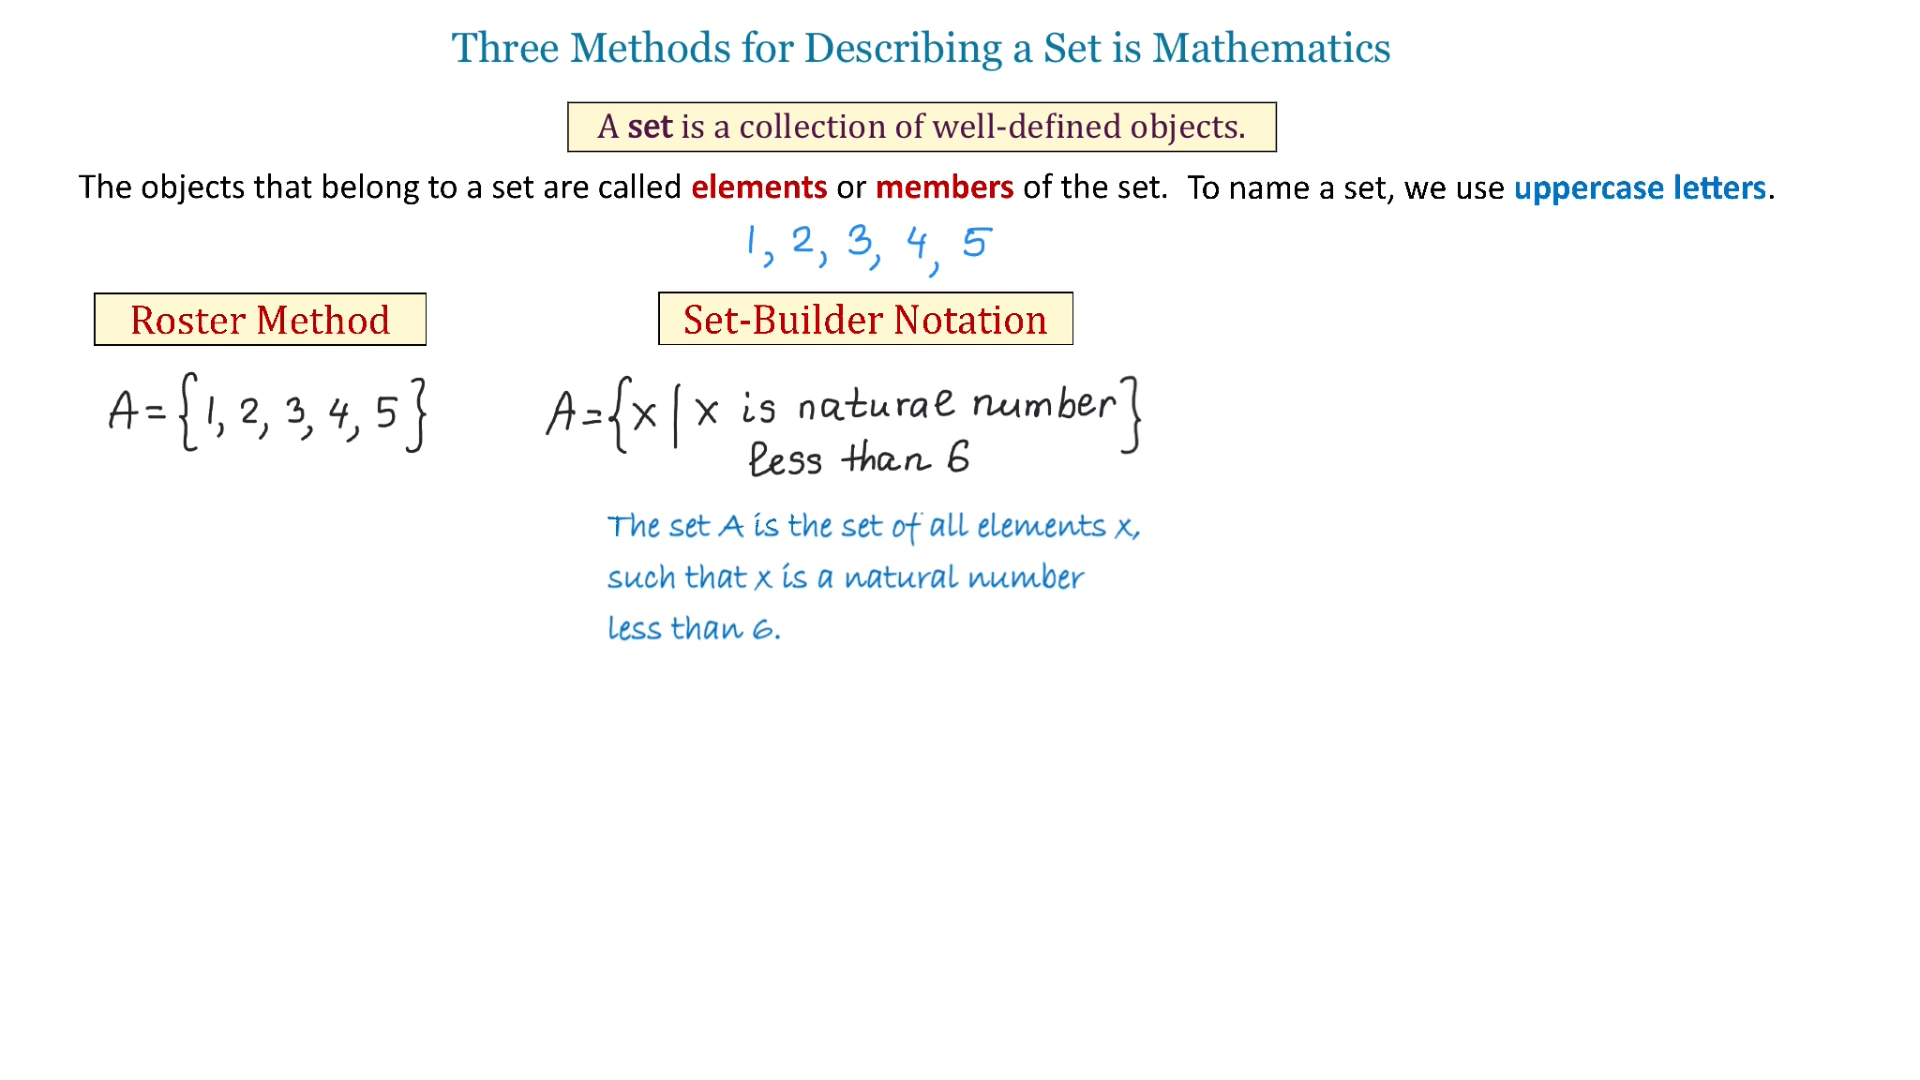 Three Methods for Describing a Set is Mathematics
A set is a collection of well-defined objects.
The objects that belong to a set are called elements or members of the set. To name a set, we use uppercase letters.
1, 2, 3, 4, 5
Roster Method
A={1, 2, 3, 4, 5}
Set-Builder Notation
A={x | x is natural number}
less than 6
The set A is the set of all elements x,
such that x is a natural number
less than 6.